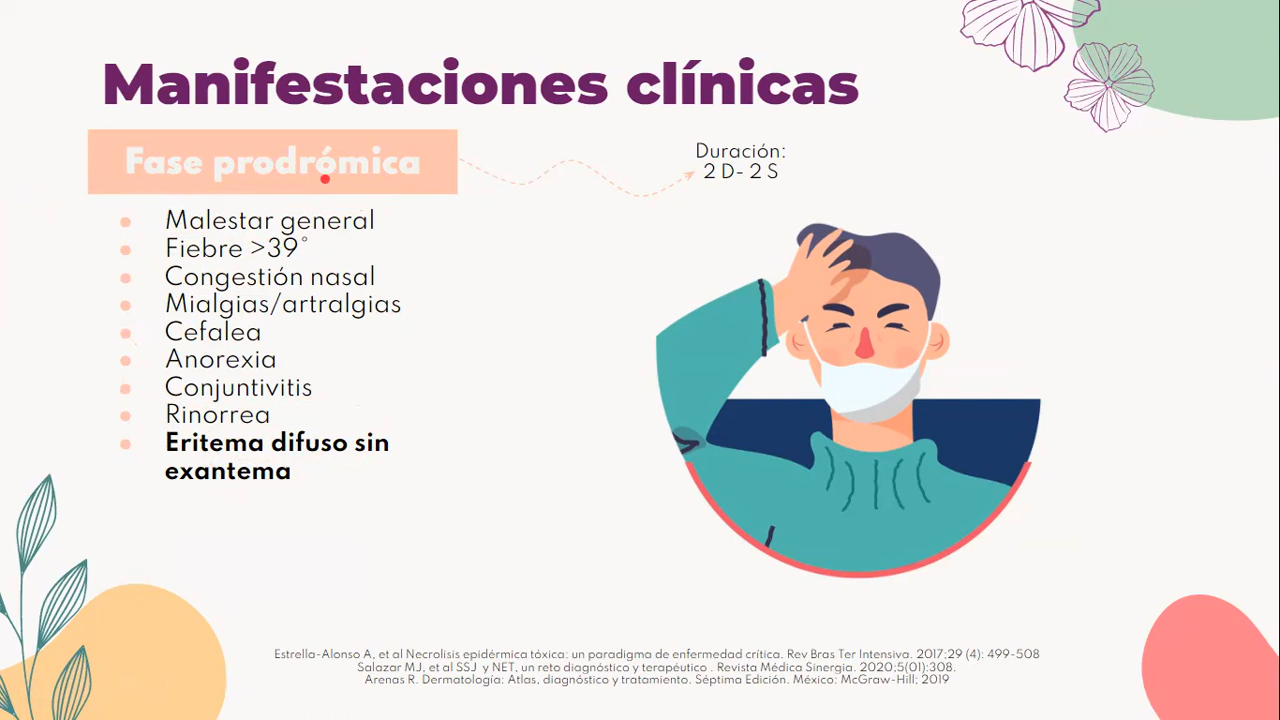 Manifestaciones clínicas
Fase prodrómica
Duración:
2 D- 2 S
Malestar general
Fiebre >39°
Congestión nasal
Mialgias/artralgias
Cefalea
Anorexia
Conjuntivitis
Rinorrea
Eritema difuso sin
exantema
Estrella-Alonso A, et al Necrolisis epidérmica tóxica: un paradigma de enfermedad crítica. Rev Bras Ter Intensiva. 2017;29 (4): 499-508
Salazar MJ, et al SSJ y NET, un reto diagnóstico y terapéutico . Revista Médica Sinergia. 2020;5(01):308.
Arenas R. Dermatología: Atlas, diagnóstico y tratamiento. Séptima Edición. México: McGraw-Hill; 2019